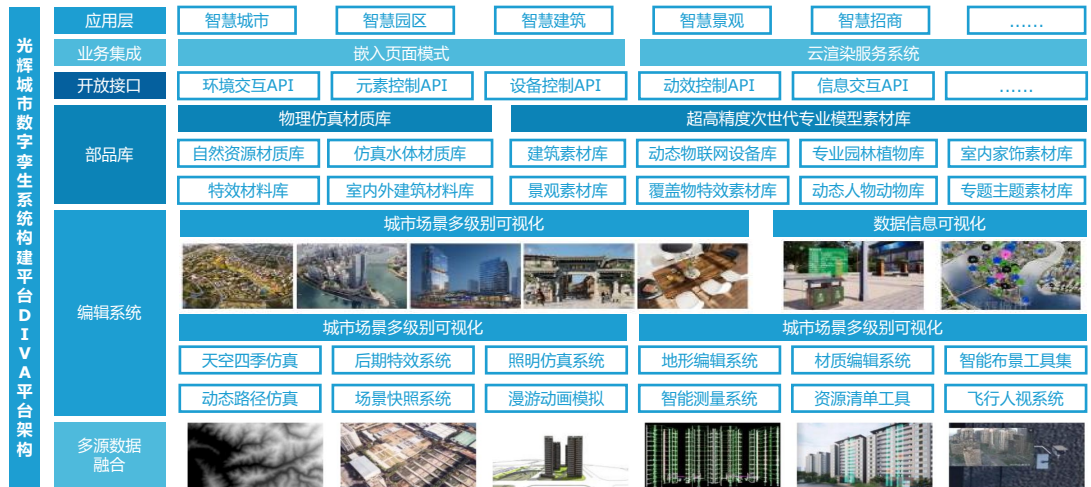 光辉城市数字孪生系统构建平台DIVA平台架构
应用层
智慧城市
智慧园区
智慧建筑
智慧景观
智慧招商
……
业务集成
嵌入页面模式
云渲染服务系统
开放接口
环境交互API
元素控制API
设备控制API
动效控制API
信息交互API
……
部品库
物理仿真材质库
超高精度次世代专业模型素材库
自然资源材质库
仿真水体材质库
建筑素材库
动态物联网设备库
专业园林植物库
室内家饰素材库
特效材料库
室内外建筑材料库
景观素材库
覆盖物特效素材库
动态人物动物库
专题主题素材库
编辑系统
城市场景多级别可视化
数据信息可视化
城市场景多级别可视化
城市场景多级别可视化
天空四季仿真
后期特效系统
照明仿真系统
地形编辑系统
材质编辑系统
智能布景工具集
动态路径仿真
场景快照系统
漫游动画模拟
智能测量系统
资源清单工具
飞行人视系统
多源数据
融合